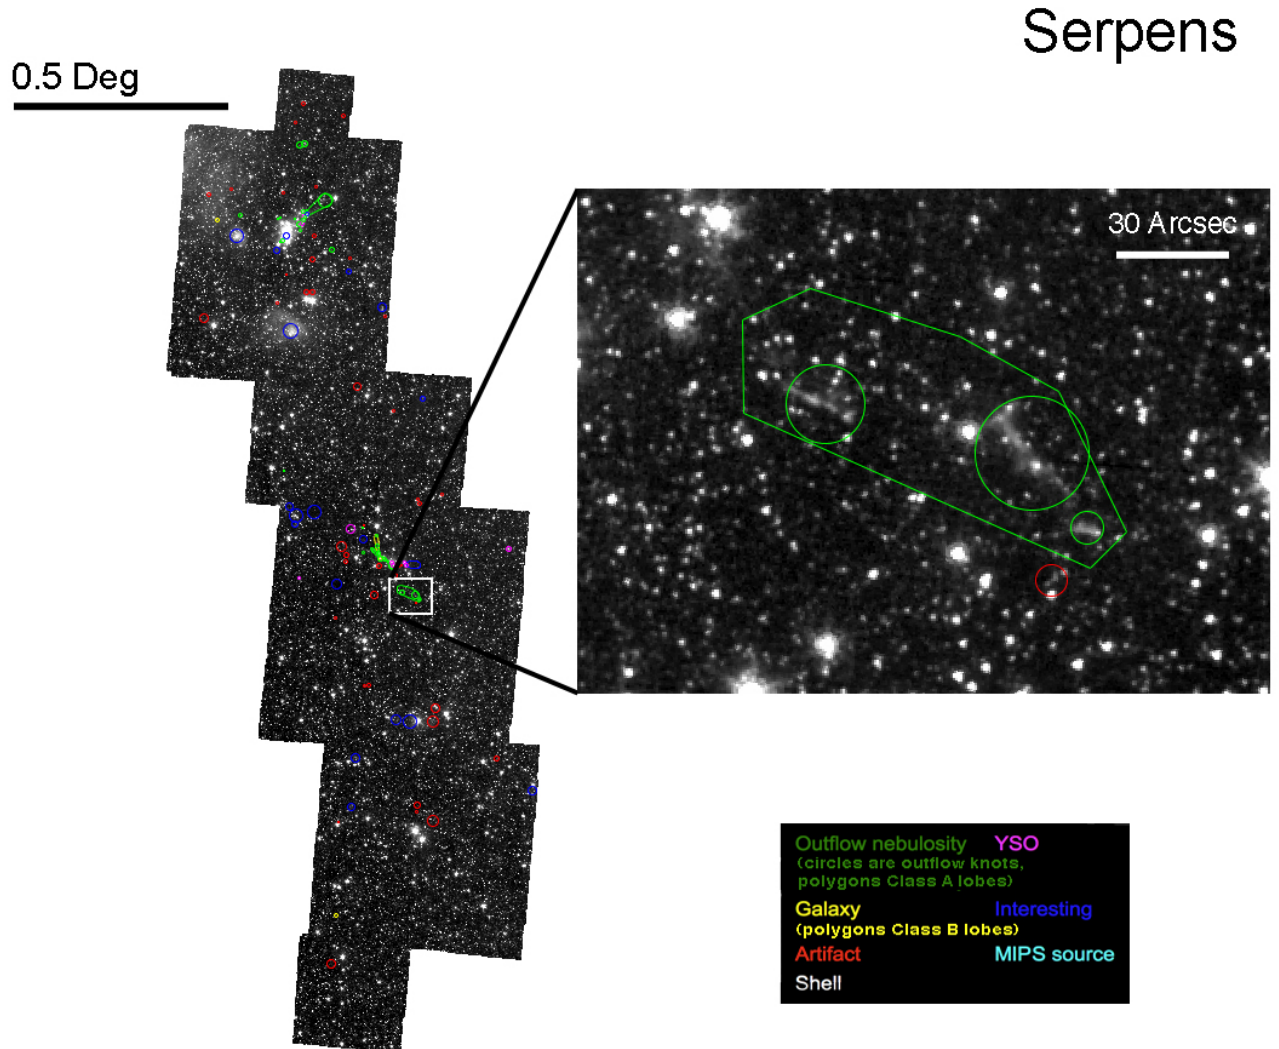 Serpens
0.5 Deg
30 Arcsec
Outflow nebulosity YSO
(circles are outflow knots,
polygons Class A lobes)
Galaxy Interesting
(polygons Class B lobes)
Artifact MIPS source
Shell